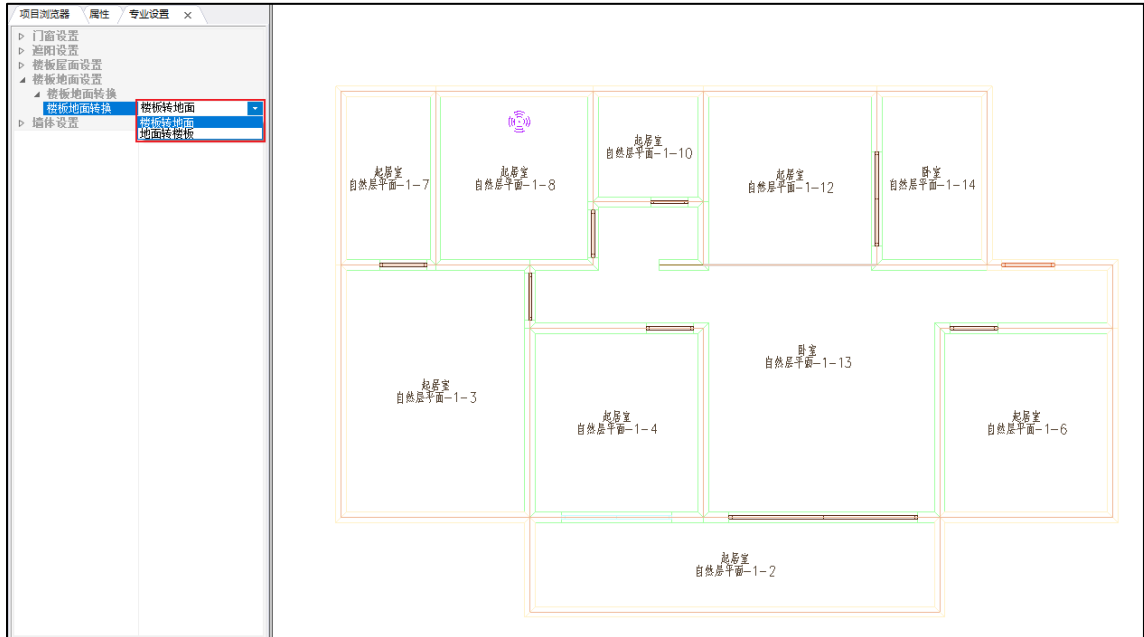 项目浏览器 属性 专业设置 ×
门窗设置
遮阳设置
楼板屋面设置
楼板地面设置
楼板地面转换
楼板地面转换 楼板转地面
楼板转地面
地面转楼板
墙体设置
起居室
自然层平面-1-7
起居室
自然层平面-1-8
起居室
自然层平面-1-10
起居室
自然层平面-1-12
卧室
自然层平面-1-14
起居室
自然层平面-1-3
起居室
自然层平面-1-4
卧室
自然层平面-1-13
起居室
自然层平面-1-6
起居室
自然层平面-1-2